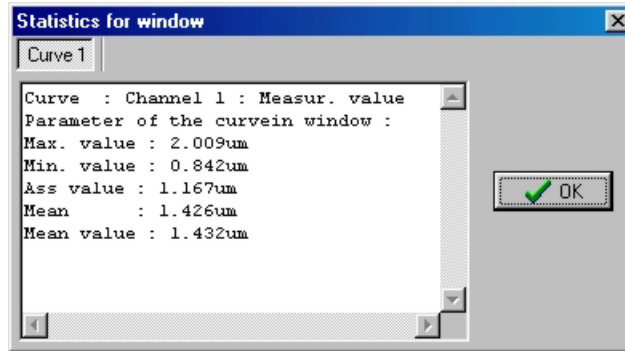 Statistics for window
Curve 1
Curve  : Channel 1 : Measur. value
Parameter of the curvein window :
Max. value : 2.009um
Min. value : 0.842um
Ass value : 1.167um
Mean       : 1.426um
Mean value : 1.432um
OK